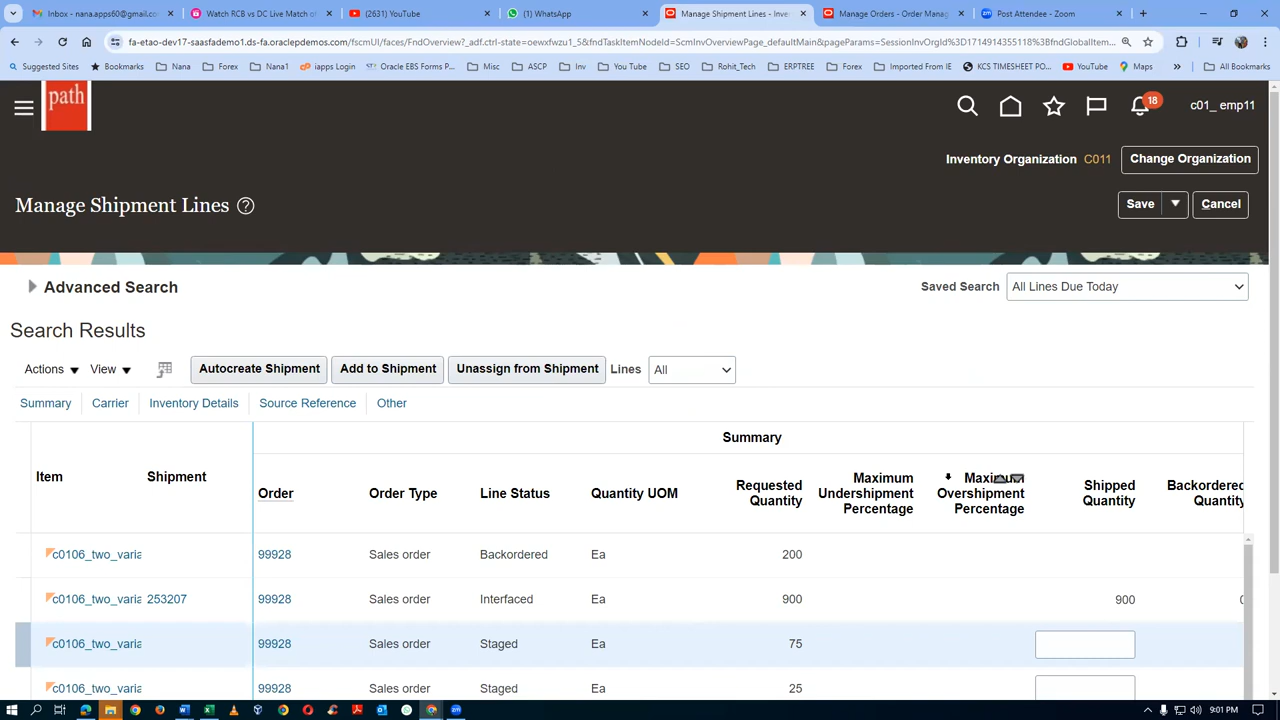 Inbox - nana.apps60@gmail.co
Watch RCB vs DC Live Match of
(2631) YouTube
(1) WhatsApp
Manage Shipment Lines - Inve
Manage Orders - Order Manag
Post Attendee - Zoom
fa-etao-dev17-saasfademo1.ds-fa.oraclepdemos.com/fscmUI/faces/FndOverview?_adf.ctrl-state=oewxfwzu1_5&fndTaskItemNodeId=ScmInvOverviewPage_defaultMain&pageParams=SessionInvOrgId%3D1714914355118%3BfndGlobalItem...
Suggested Sites
Bookmarks
Nana
Forex
Nana1
iapps Login
Oracle EBS Forms P...
Misc
ASCP
Inv
You Tube
SEO
Rohit_Tech
ERPTREE
Forex
Imported From IE
KCS TIMESHEET PO...
YouTube
Maps
»
All Bookmarks
path
18
c01_ emp11
Inventory Organization C011
Change Organization
Manage Shipment Lines
Save
Cancel
Advanced Search
Saved Search
All Lines Due Today
Search Results
Actions
View
Autocreate Shipment
Add to Shipment
Unassign from Shipment
Lines
All
Summary
Carrier
Inventory Details
Source Reference
Other
Summary
Item
Shipment
Order
Order Type
Line Status
Quantity UOM
Requested Quantity
Maximum Undershipment Percentage
Maximum Overshipment Percentage
Shipped Quantity
Backordered Quantity
c0106_two_varia 99928 Sales order Backordered Ea 200
c0106_two_varia 253207 99928 Sales order Interfaced Ea 900 900
c0106_two_varia 99928 Sales order Staged Ea 75
c0106_two_varia 99928 Sales order Staged Ea 25
9:01 PM